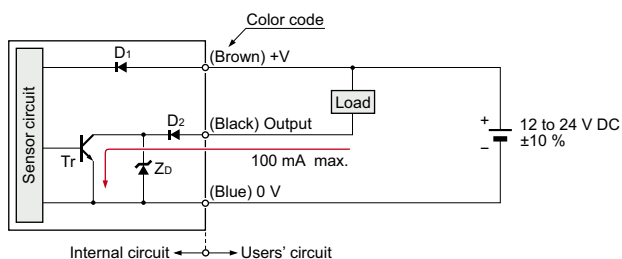 Color code
D1
(Brown) +V
Load
Sensor circuit
D2
(Black) Output
+
12 to 24 V DC
±10 %
−
Tr
ZD
100 mA max.
(Blue) 0 V
Internal circuit
Users' circuit